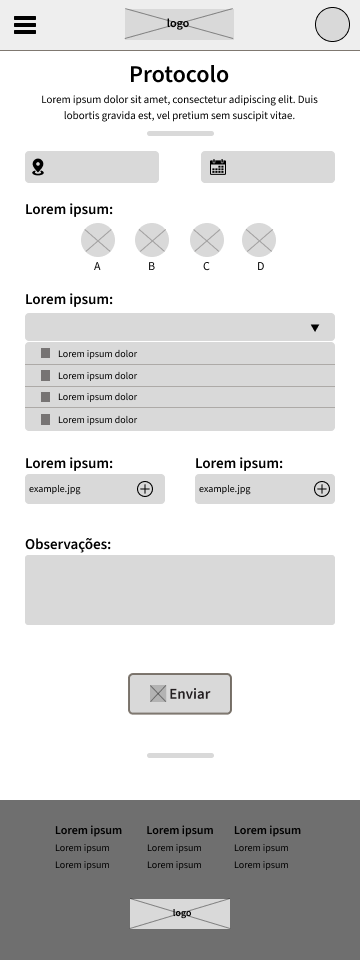 logo
Protocolo
Lorem ipsum dolor sit amet, consectetur adipiscing elit. Duis
lobortis gravida est, vel pretium sem suscipit vitae.
Lorem ipsum:
A B C D
Lorem ipsum:
Lorem ipsum dolor
Lorem ipsum dolor
Lorem ipsum dolor
Lorem ipsum dolor
Lorem ipsum: Lorem ipsum:
example.jpg example.jpg
Observações:
Enviar
Lorem ipsum Lorem ipsum Lorem ipsum
Lorem ipsum Lorem ipsum Lorem ipsum
Lorem ipsum Lorem ipsum Lorem ipsum
logo